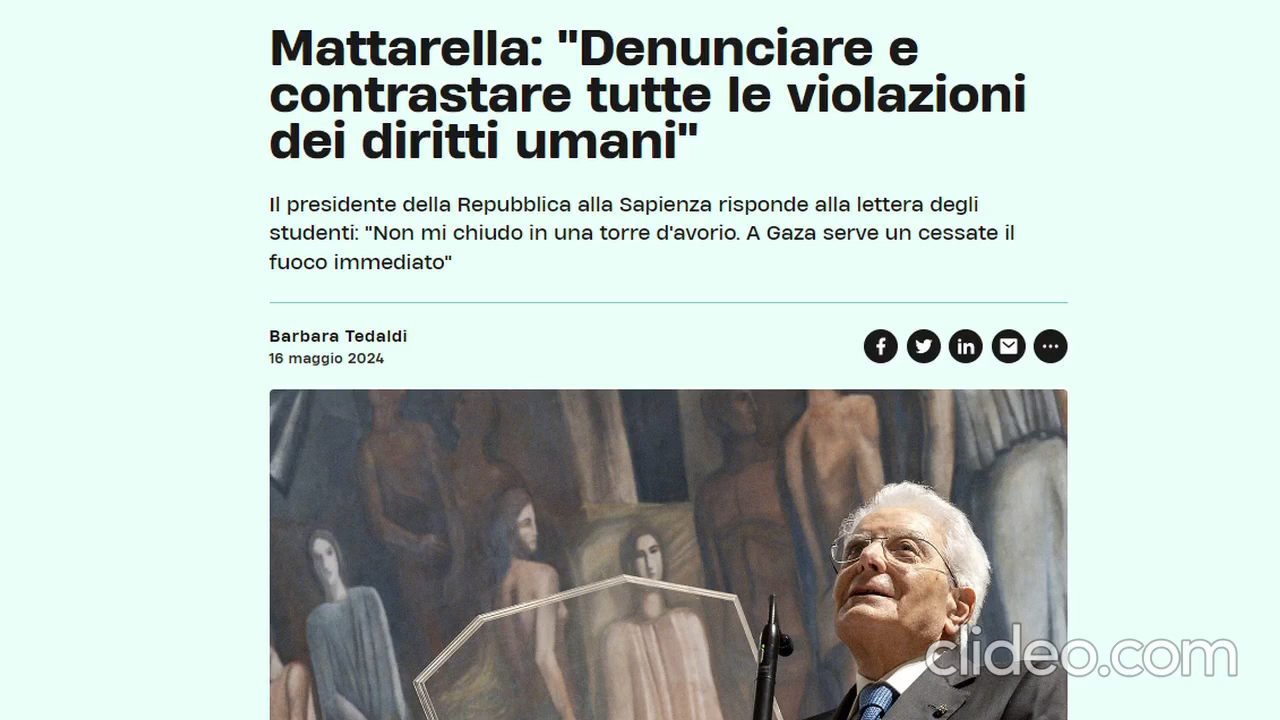 Mattarella: "Denunciare e
contrastare tutte le violazioni
dei diritti umani"
Il presidente della Repubblica alla Sapienza risponde alla lettera degli
studenti: "Non mi chiudo in una torre d'avorio. A Gaza serve un cessate il
fuoco immediato"
Barbara Tedaldi
16 maggio 2024
clideo.com